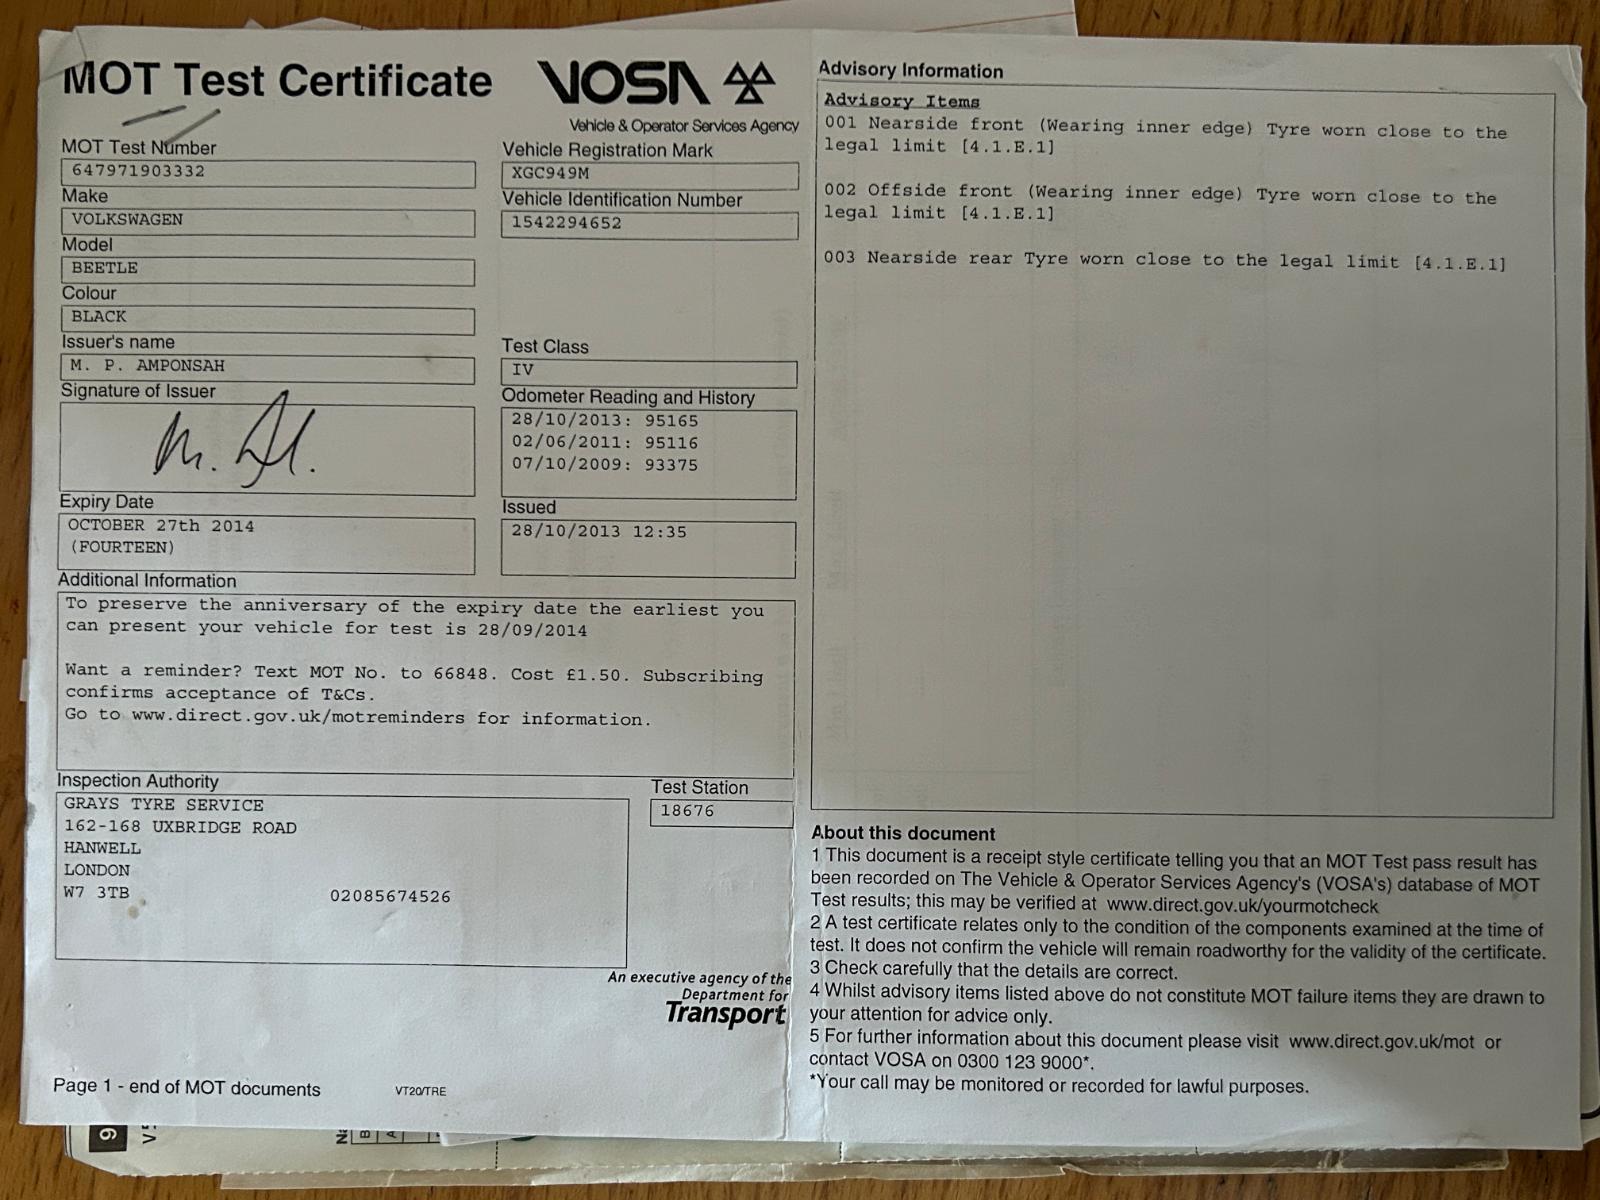 MOT Test Certificate
VOSA
Vehicle & Operator Services Agency
MOT Test Number
647971903332
Vehicle Registration Mark
XGC949M
Make
VOLKSWAGEN
Vehicle Identification Number
1542294652
Model
BEETLE
Colour
BLACK
Issuer's name
M. P. AMPONSAH
Test Class
IV
Signature of Issuer
Odometer Reading and History
28/10/2013: 95165
02/06/2011: 95116
07/10/2009: 93375
Expiry Date
OCTOBER 27th 2014
(FOURTEEN)
Issued
28/10/2013 12:35
Additional Information
To preserve the anniversary of the expiry date the earliest you
can present your vehicle for test is 28/09/2014
Want a reminder? Text MOT No. to 66848. Cost £1.50. Subscribing
confirms acceptance of T&Cs.
Go to www.direct.gov.uk/motreminders for information.
Inspection Authority
GRAYS TYRE SERVICE
162-168 UXBRIDGE ROAD
HANWELL
LONDON
W7 3TB 02085674526
Test Station
18676
An executive agency of the
Department for
Transport
Page 1 - end of MOT documents
VT20/TRE
Advisory Information
Advisory Items
001 Nearside front (Wearing inner edge) Tyre worn close to the
legal limit [4.1.E.1]
002 Offside front (Wearing inner edge) Tyre worn close to the
legal limit [4.1.E.1]
003 Nearside rear Tyre worn close to the legal limit [4.1.E.1]
About this document
1 This document is a receipt style certificate telling you that an MOT Test pass result has
been recorded on The Vehicle & Operator Services Agency's (VOSA's) database of MOT
Test results; this may be verified at www.direct.gov.uk/yourmotcheck
2 A test certificate relates only to the condition of the components examined at the time of
test. It does not confirm the vehicle will remain roadworthy for the validity of the certificate.
3 Check carefully that the details are correct.
4 Whilst advisory items listed above do not constitute MOT failure items they are drawn to
your attention for advice only.
5 For further information about this document please visit www.direct.gov.uk/mot or
contact VOSA on 0300 123 9000*.
*Your call may be monitored or recorded for lawful purposes.
9